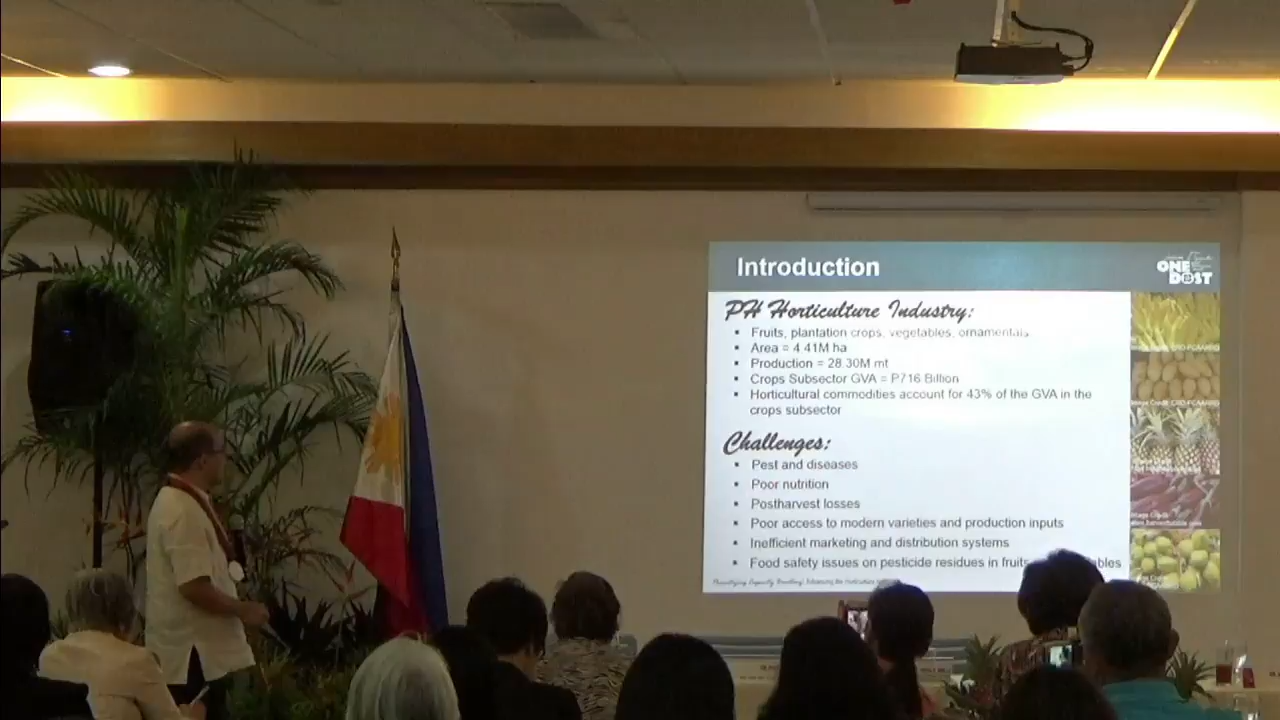 Introduction
ONE
DOST
PH Horticulture Industry:
Fruits, plantation crops, vegetables, ornamentals
Area = 4.41M ha
Production = 28.30M mt
Crops Subsector GVA = P716 Billion
Horticultural commodities account for 43% of the GVA in the
crops subsector
Challenges:
Pest and diseases
Poor nutrition
Postharvest losses
Poor access to modern varieties and production inputs
Inefficient marketing and distribution systems
Food safety issues on pesticide residues in fruits